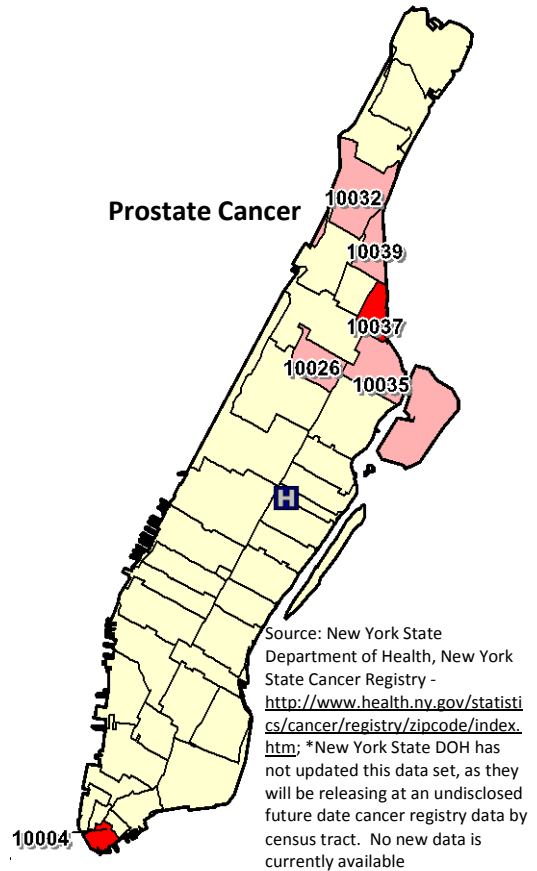 10032
Prostate Cancer
10039
10037
10026
10035
H
Source: New York State
Department of Health, New York
State Cancer Registry -
http://www.health.ny.gov/statisti
cs/cancer/registry/zipcode/index.
htm; *New York State DOH has
not updated this data set, as they
will be releasing at an undisclosed
future date cancer registry data by
census tract.  No new data is
currently available
10004
.